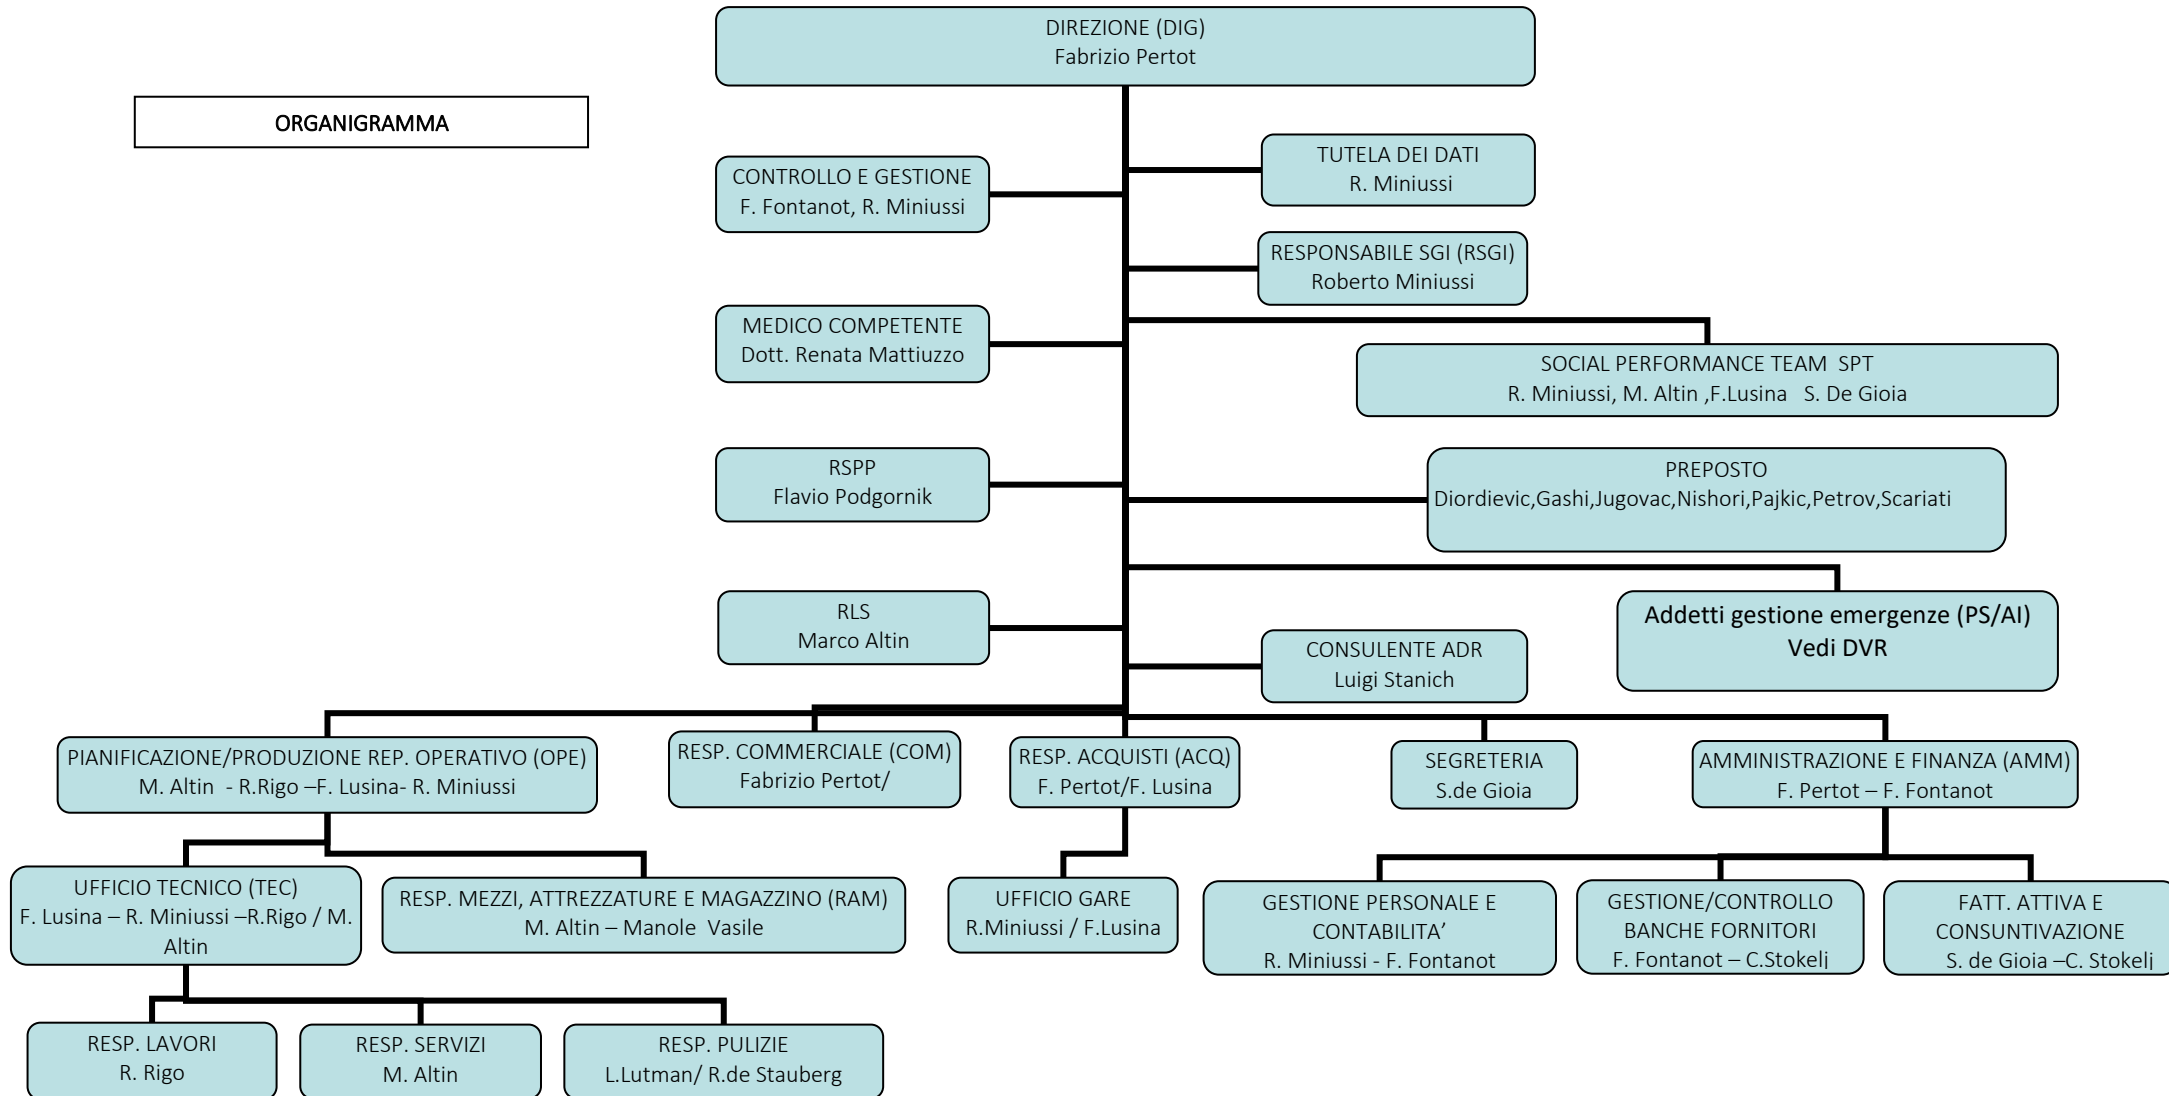 DIREZIONE (DIG)
Fabrizio Pertot
ORGANIGRAMMA
TUTELA DEI DATI
R. Miniussi
CONTROLLO E GESTIONE
F. Fontanot, R. Miniussi
RESPONSABILE SGI (RSGI)
Roberto Miniussi
MEDICO COMPETENTE
Dott. Renata Mattiuzzo
SOCIAL PERFORMANCE TEAM  SPT
R. Miniussi, M. Altin ,F.Lusina   S. De Gioia
RSPP
Flavio Podgornik
PREPOSTO
Diordievic,Gashi,Jugovac,Nishori,Pajkic,Petrov,Scariati
RLS
Marco Altin
Addetti gestione emergenze (PS/AI)
Vedi DVR
CONSULENTE ADR
Luigi Stanich
PIANIFICAZIONE/PRODUZIONE REP. OPERATIVO (OPE)
M. Altin  - R.Rigo –F. Lusina- R. Miniussi
RESP. COMMERCIALE (COM)
Fabrizio Pertot/
RESP. ACQUISTI (ACQ)
F. Pertot/F. Lusina
SEGRETERIA
S.de Gioia
AMMINISTRAZIONE E FINANZA (AMM)
F. Pertot – F. Fontanot
UFFICIO TECNICO (TEC)
F. Lusina – R. Miniussi –R.Rigo / M.
Altin
RESP. MEZZI, ATTREZZATURE E MAGAZZINO (RAM)
M. Altin – Manole  Vasile
UFFICIO GARE
R.Miniussi / F.Lusina
GESTIONE PERSONALE E
CONTABILITA’
R. Miniussi - F. Fontanot
GESTIONE/CONTROLLO
BANCHE FORNITORI
F. Fontanot – C.Stokelj
FATT. ATTIVA E
CONSUNTIVAZIONE
S. de Gioia –C. Stokelj
RESP. LAVORI
R. Rigo
RESP. SERVIZI
M. Altin
RESP. PULIZIE
L.Lutman/ R.de Stauberg